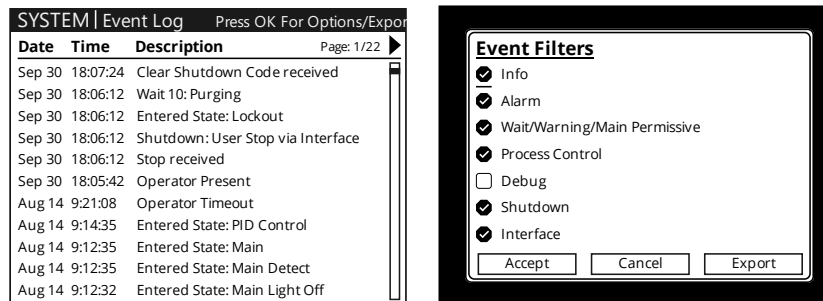 SYSTEM | Event Log Press OK For Options/Expor
Date Time Description Page: 1/22
Sep 30 18:07:24 Clear Shutdown Code received
Sep 30 18:06:12 Wait 10: Purging
Sep 30 18:06:12 Entered State: Lockout
Sep 30 18:06:12 Shutdown: User Stop via Interface
Sep 30 18:06:12 Stop received
Sep 30 18:05:42 Operator Present
Aug 14 9:21:08 Operator Timeout
Aug 14 9:14:35 Entered State: PID Control
Aug 14 9:12:35 Entered State: Main
Aug 14 9:12:35 Entered State: Main Detect
Aug 14 9:12:32 Entered State: Main Light Off
Event Filters
Info
Alarm
Wait/Warning/Main Permissive
Process Control
Debug
Shutdown
Interface
Accept Cancel Export